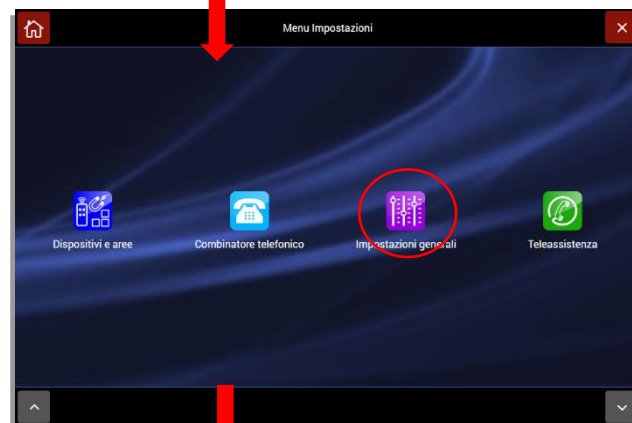 Menu Impostazioni
Dispositivi e aree
Combinatore telefonico
Impostazioni generali
Teleassistenza